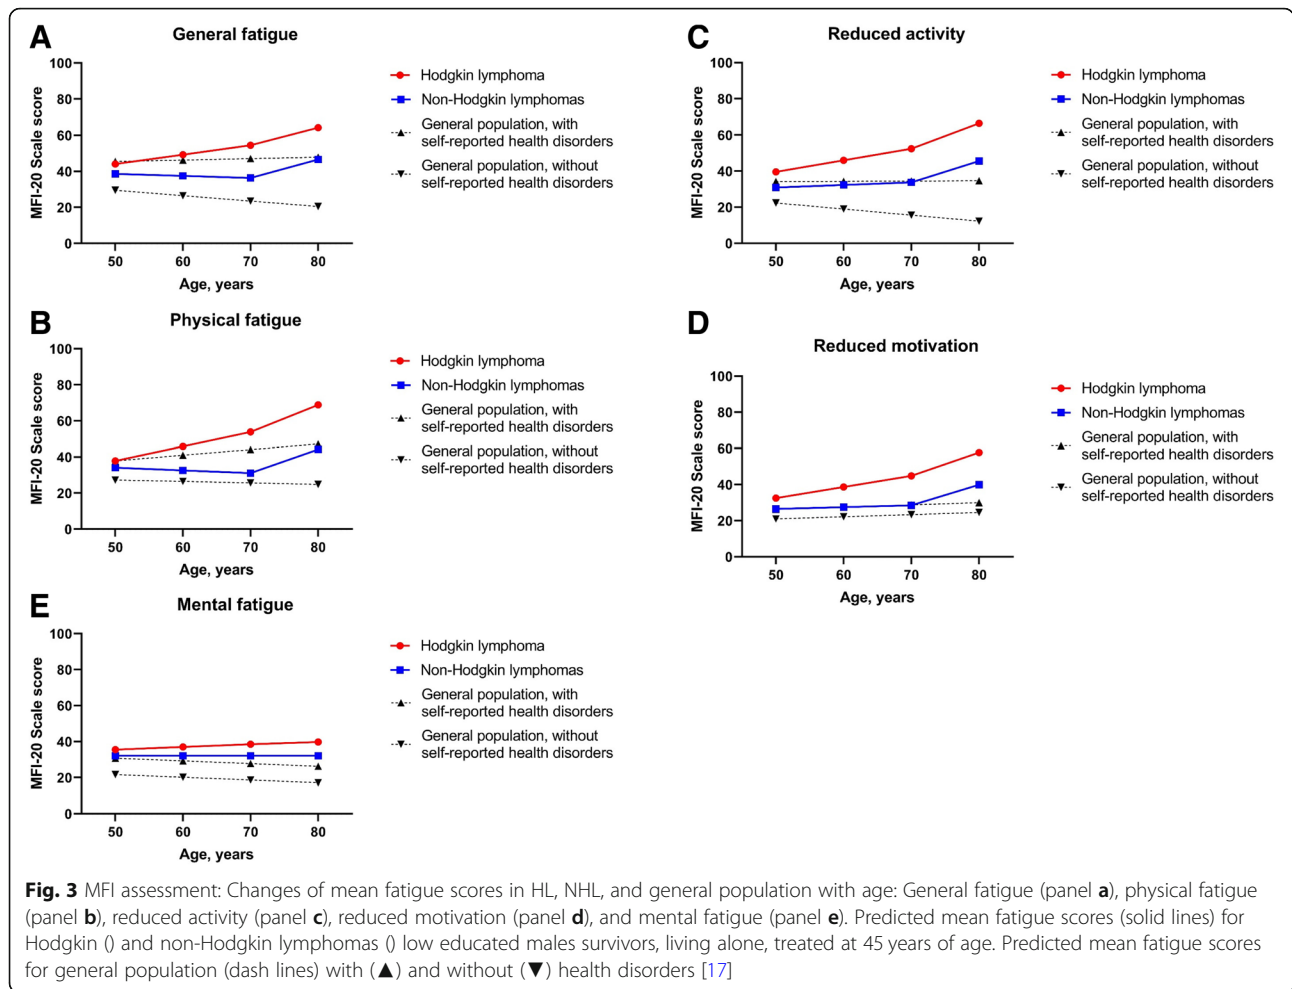 A
General fatigue
MFI-20 Scale score
100
80
60
40
20
0
50 60 70 80
Age, years
Hodgkin lymphoma
Non-Hodgkin lymphomas
General population, with
self-reported health disorders
General population, without
self-reported health disorders
C
Reduced activity
MFI-20 Scale score
100
80
60
40
20
0
50 60 70 80
Age, years
Hodgkin lymphoma
Non-Hodgkin lymphomas
General population, with
self-reported health disorders
General population, without
self-reported health disorders
B
Physical fatigue
MFI-20 Scale score
100
80
60
40
20
0
50 60 70 80
Age, years
Hodgkin lymphoma
Non-Hodgkin lymphomas
General population, with
self-reported health disorders
General population, without
self-reported health disorders
D
Reduced motivation
MFI-20 Scale score
100
80
60
40
20
0
50 60 70 80
Age, years
Hodgkin lymphoma
Non-Hodgkin lymphomas
General population, with
self-reported health disorders
General population, without
self-reported health disorders
E
Mental fatigue
MFI-20 Scale score
100
80
60
40
20
0
50 60 70 80
Age, years
Hodgkin lymphoma
Non-Hodgkin lymphomas
General population, with
self-reported health disorders
General population, without
self-reported health disorders
Fig. 3 MFI assessment: Changes of mean fatigue scores in HL, NHL, and general population with age: General fatigue (panel a), physical fatigue
(panel b), reduced activity (panel c), reduced motivation (panel d), and mental fatigue (panel e). Predicted mean fatigue scores (solid lines) for
Hodgkin () and non-Hodgkin lymphomas () low educated males survivors, living alone, treated at 45 years of age. Predicted mean fatigue scores
for general population (dash lines) with (▲) and without (▼) health disorders [17]